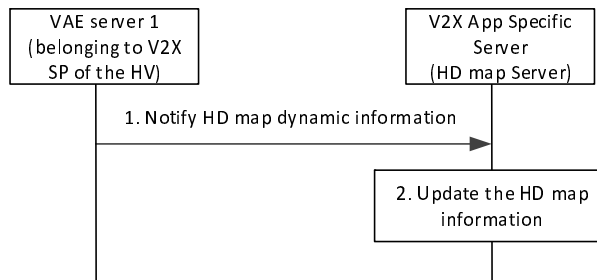 VAE server 1
(belonging to V2X
SP of the HV)
V2X App Specific
Server
(HD map Server)
1. Notify HD map dynamic information
2. Update the HD map
information